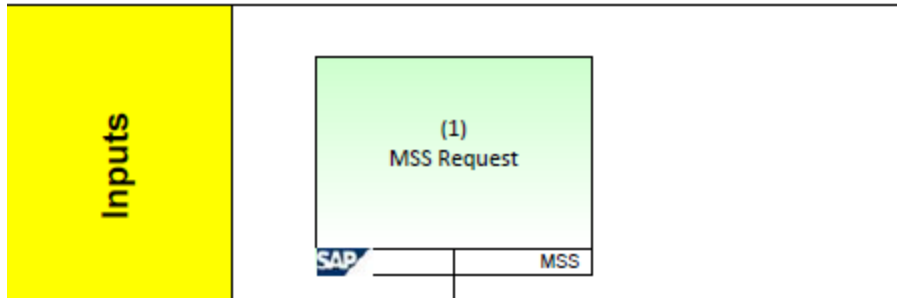 Inputs
(1)
MSS Request
SAP
MSS